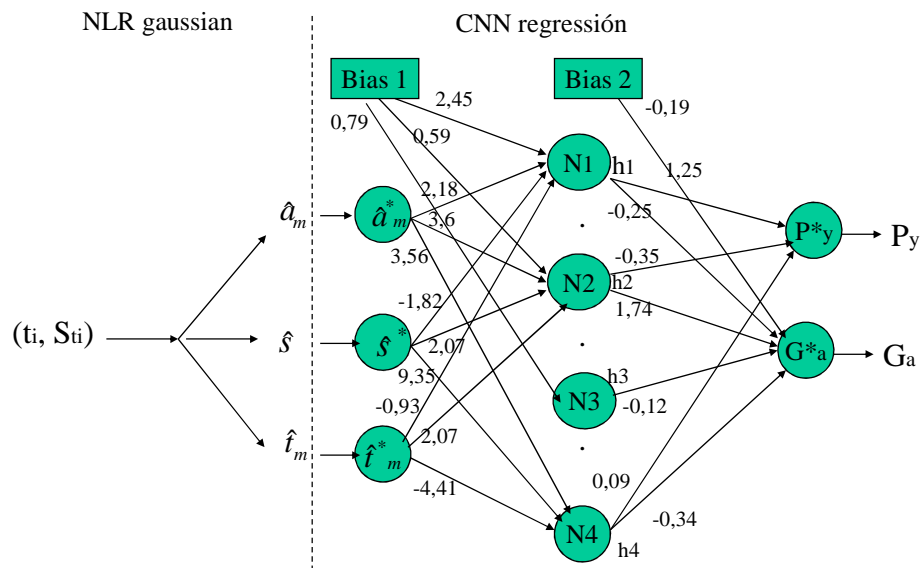 NLR gaussian
CNN regresión
Bias 1
Bias 2
2,45
-0,19
0,79
0,59
N1
h1
1,25
2,18
-0,25
âm
â*m
3,6
3,56
P*y
Py
-0,35
N2
h2
-1,82
1,74
(ti, Sti)
ŝ
ŝ*
2,07
G*a
Ga
9,35
h3
-0,93
N3
-0,12
t̂m
t̂*m
2,07
-4,41
0,09
-0,34
N4
h4